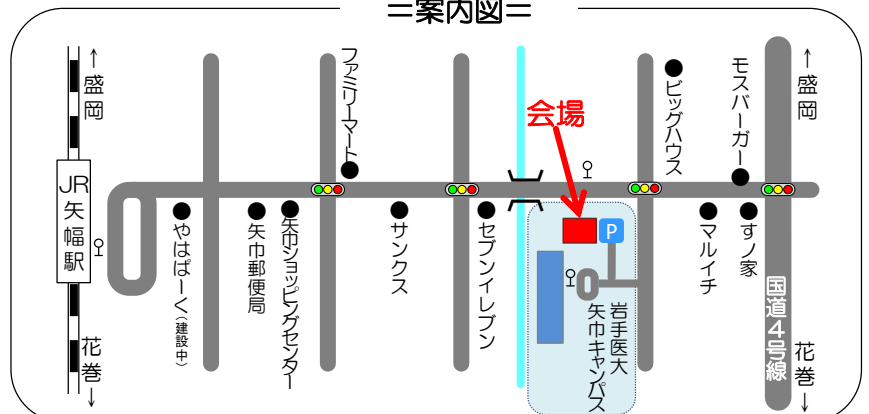 ＝案内図＝
←盛岡
JR矢幅駅
花巻→
やはぱーく（建設中）
矢巾郵便局
矢巾ショッピングセンター
ファミリーマート
サンクス
セブンイレブン
会場
P
岩手医大
矢巾キャンパス
ビッグハウス
マルイチ
モスバーガー
すノ家
←盛岡
国道４号線
花巻→